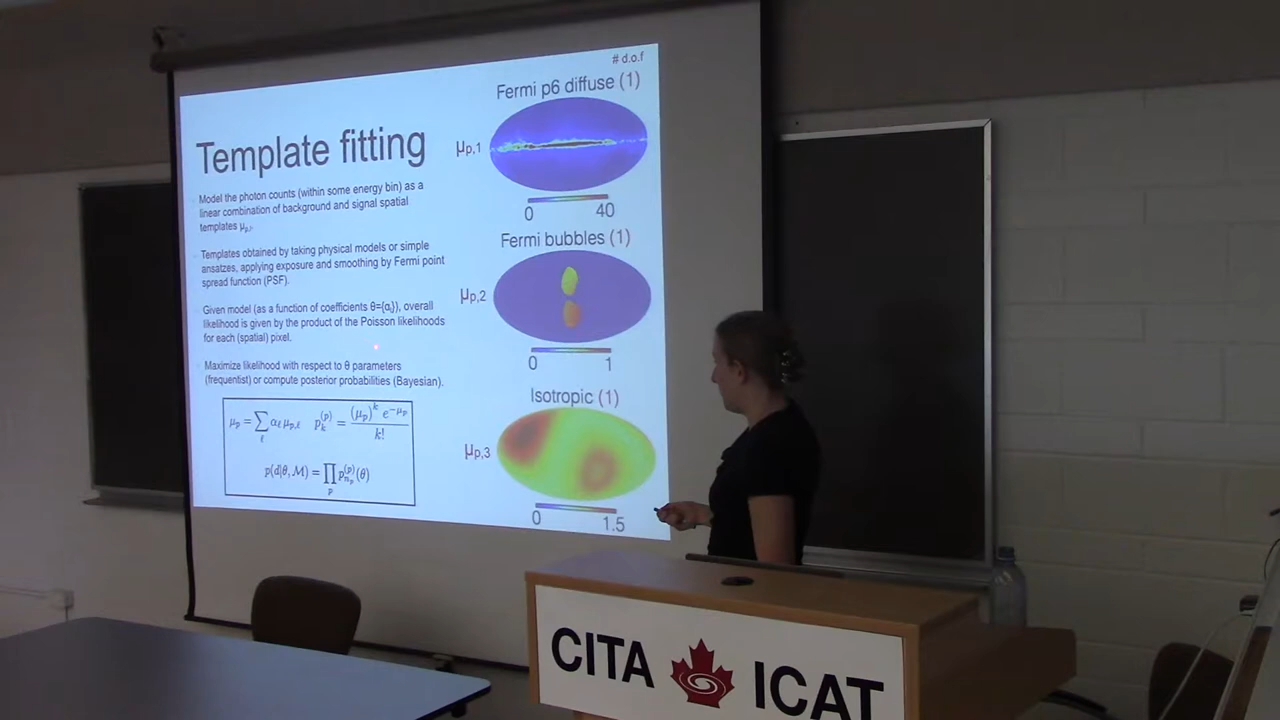 # d.o.f
Template fitting
Model the photon counts (within some energy bin) as a
linear combination of background and signal spatial
templates μp,l.
Templates obtained by taking physical models or simple
ansatzes, applying exposure and smoothing by Fermi point
spread function (PSF).
Given model (as a function of coefficients θ={αl}), overall
likelihood is given by the product of the Poisson likelihoods
for each (spatial) pixel.
Maximize likelihood with respect to θ parameters
(frequentist) or compute posterior probabilities (Bayesian).
μp = ∑ℓ αℓ μp,ℓ   pk(p) = (μp)^k e^−μp / k!
p(d|θ, M) = ∏p pnp(p)(θ)
Fermi p6 diffuse (1)
μp,1
0 40
Fermi bubbles (1)
μp,2
0 1
Isotropic (1)
μp,3
0 1.5
CITA ICAT